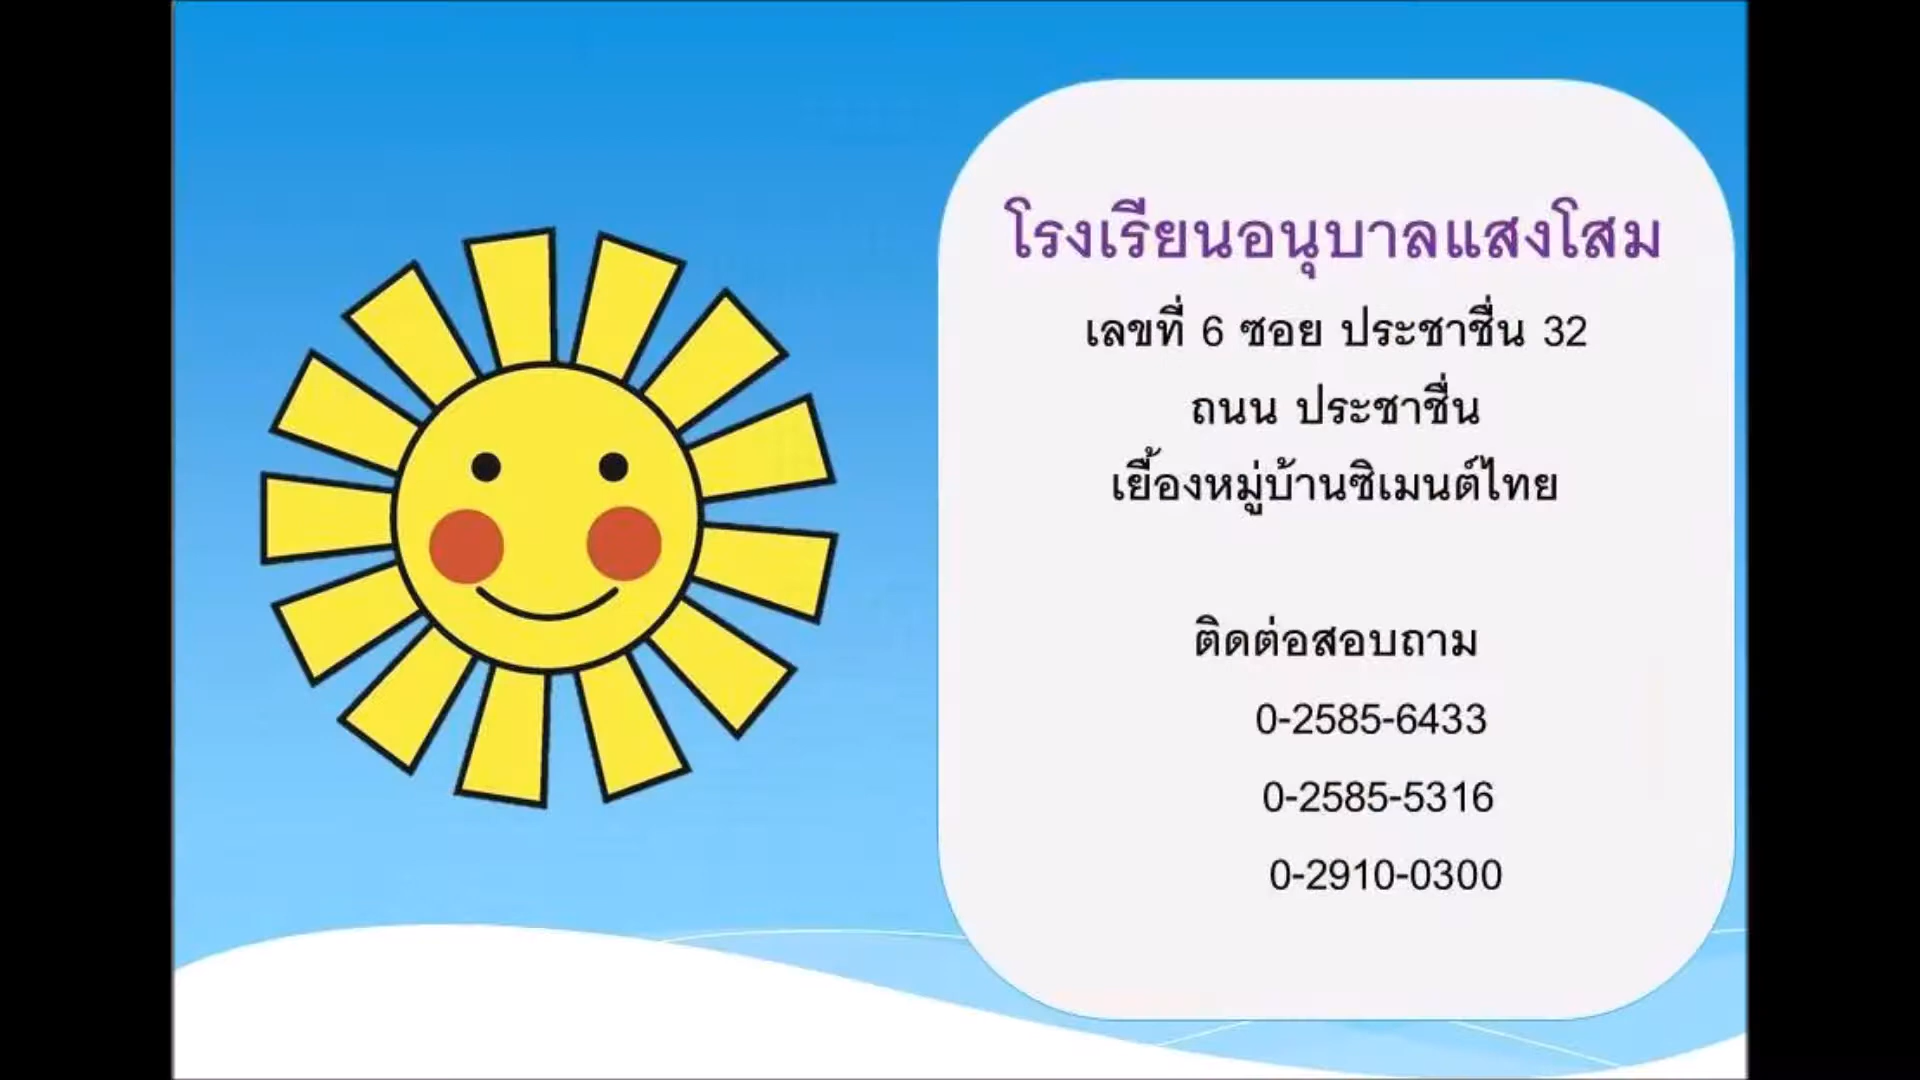 โรงเรียนอนุบาลแสงโสม
เลขที่ 6 ซอย ประชาชื่น 32
ถนน ประชาชื่น
เยื้องหมู่บ้านซิเมนต์ไทย
ติดต่อสอบถาม
0-2585-6433
0-2585-5316
0-2910-0300